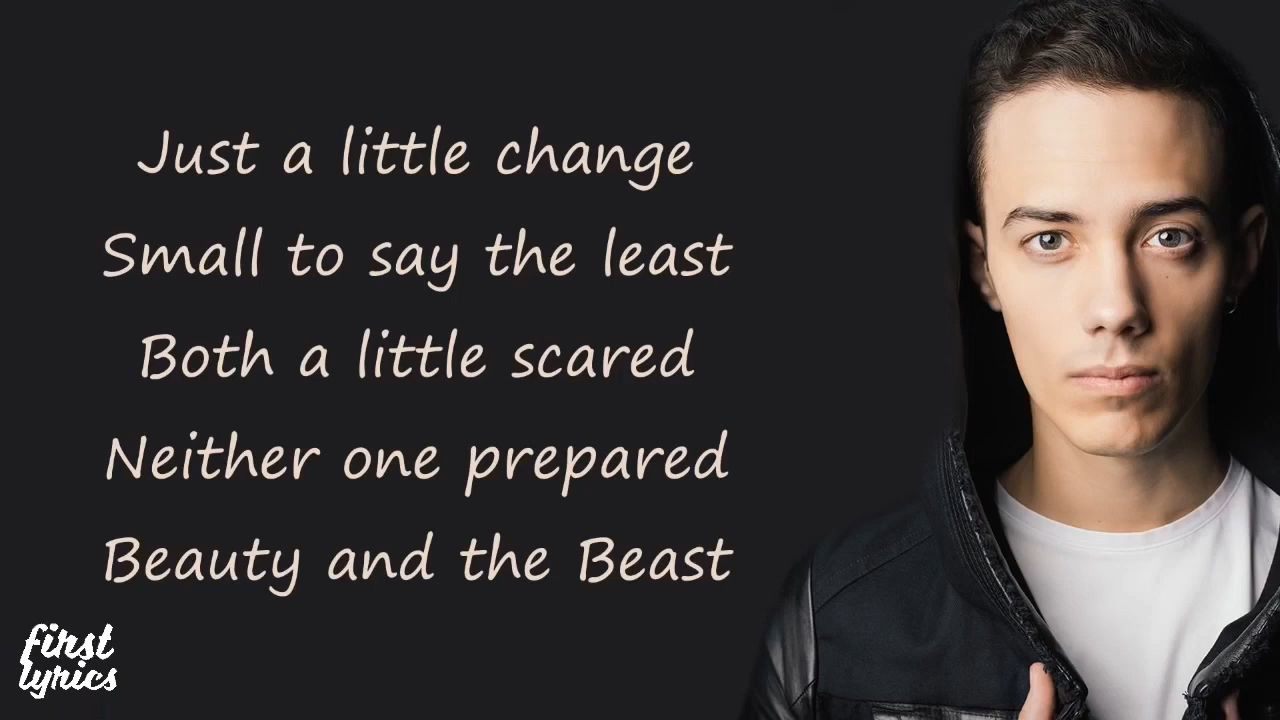 Just a little change
Small to say the least
Both a little scared
Neither one prepared
Beauty and the Beast
first
lyrics